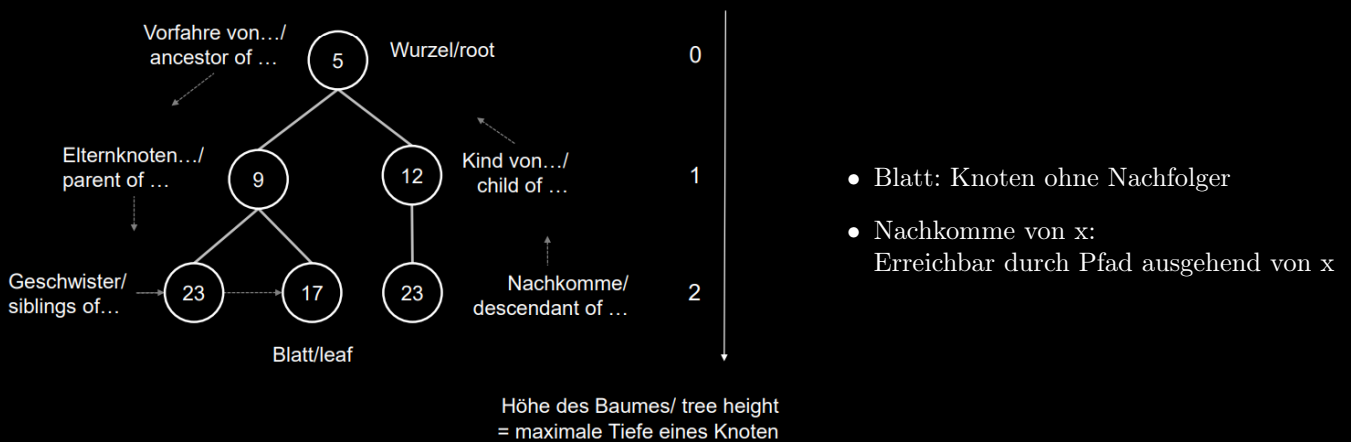 Vorfahre von…/
ancestor of …
5
Wurzel/root
0
Elternknoten…/
parent of …
9
12
Kind von…/
child of …
1
Geschwister/
siblings of…
23
17
23
Nachkomme/
descendant of …
2
Blatt/leaf
Höhe des Baumes/ tree height
= maximale Tiefe eines Knoten
• Blatt: Knoten ohne Nachfolger
• Nachkomme von x:
Erreichbar durch Pfad ausgehend von x